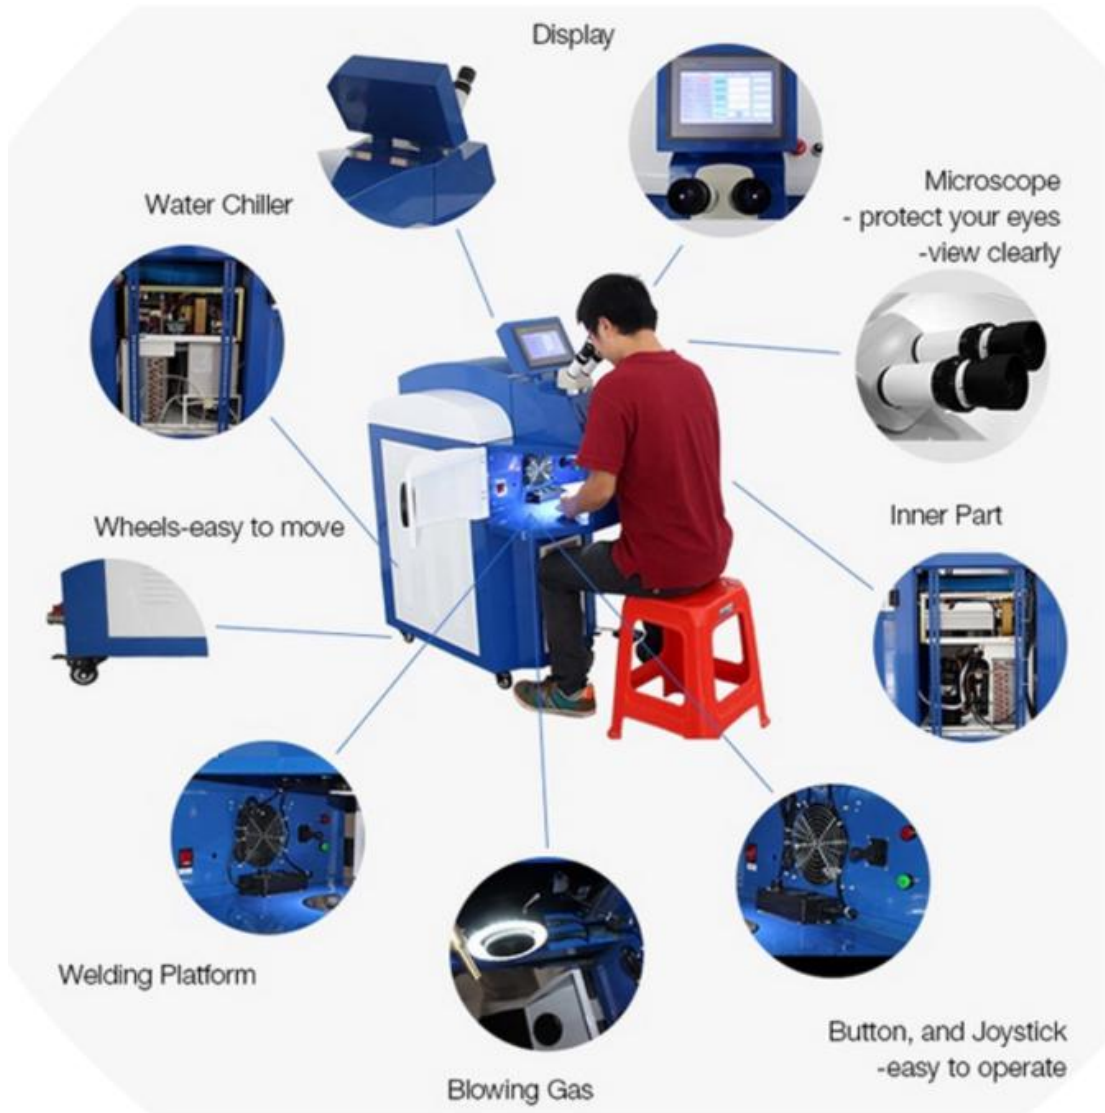 Display
Water Chiller
Microscope
- protect your eyes
-view clearly
Wheels-easy to move
Inner Part
Welding Platform
Button, and Joystick
-easy to operate
Blowing Gas